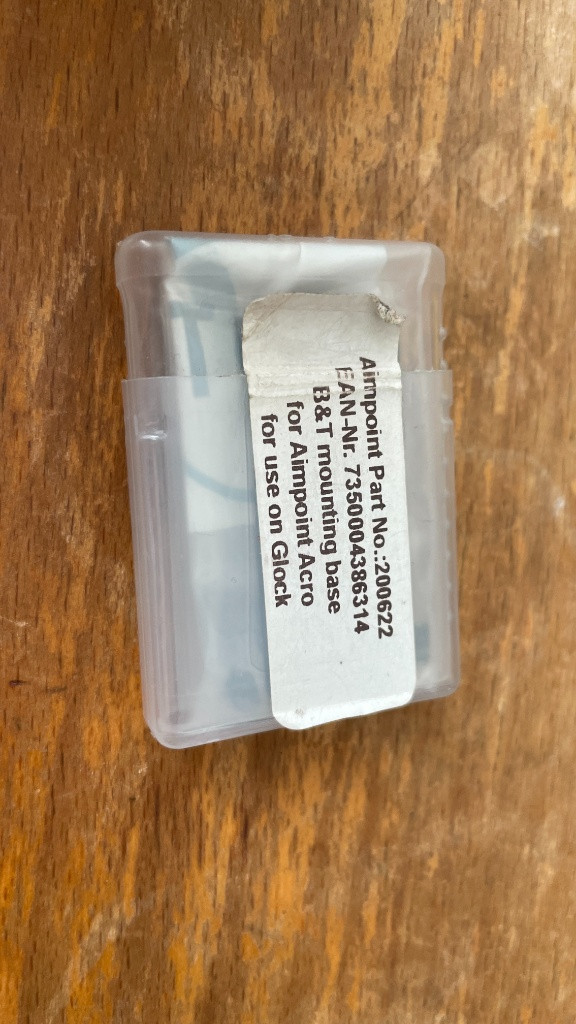 Aimpoint Part No.:200622
EAN-Nr. 7350004386314
B&T mounting base
for Aimpoint Acro
for use on Glock